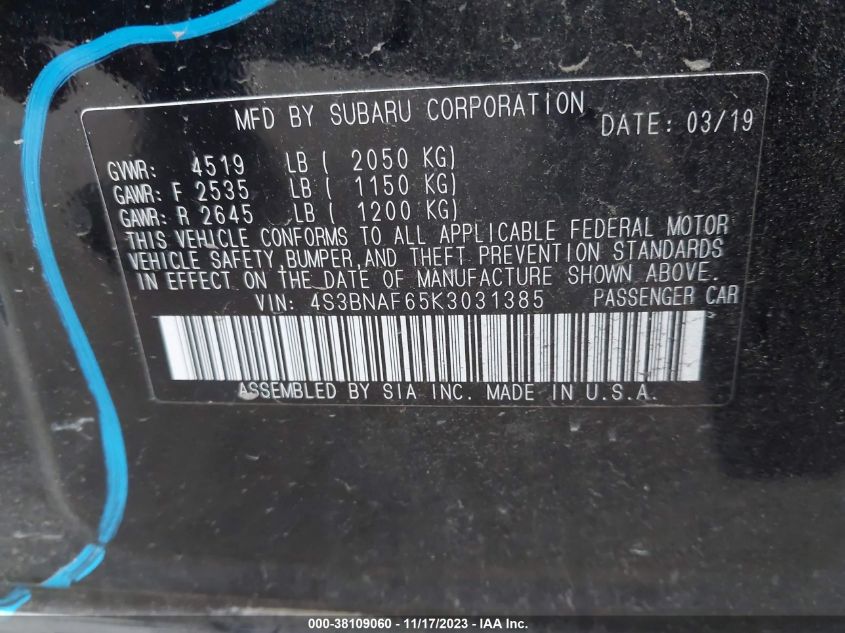 MFD BY SUBARU CORPORATION DATE: 03/19
GVWR: 4519 LB ( 2050 KG)
GAWR: F 2535 LB ( 1150 KG)
GAWR: R 2645 LB ( 1200 KG)
THIS VEHICLE CONFORMS TO ALL APPLICABLE FEDERAL MOTOR
VEHICLE SAFETY, BUMPER, AND THEFT PREVENTION STANDARDS
IN EFFECT ON THE DATE OF MANUFACTURE SHOWN ABOVE.
VIN: 4S3BNAF65K3031385 PASSENGER CAR
ASSEMBLED BY SIA INC. MADE IN U.S.A.
000-38109060 - 11/17/2023 - IAA Inc.